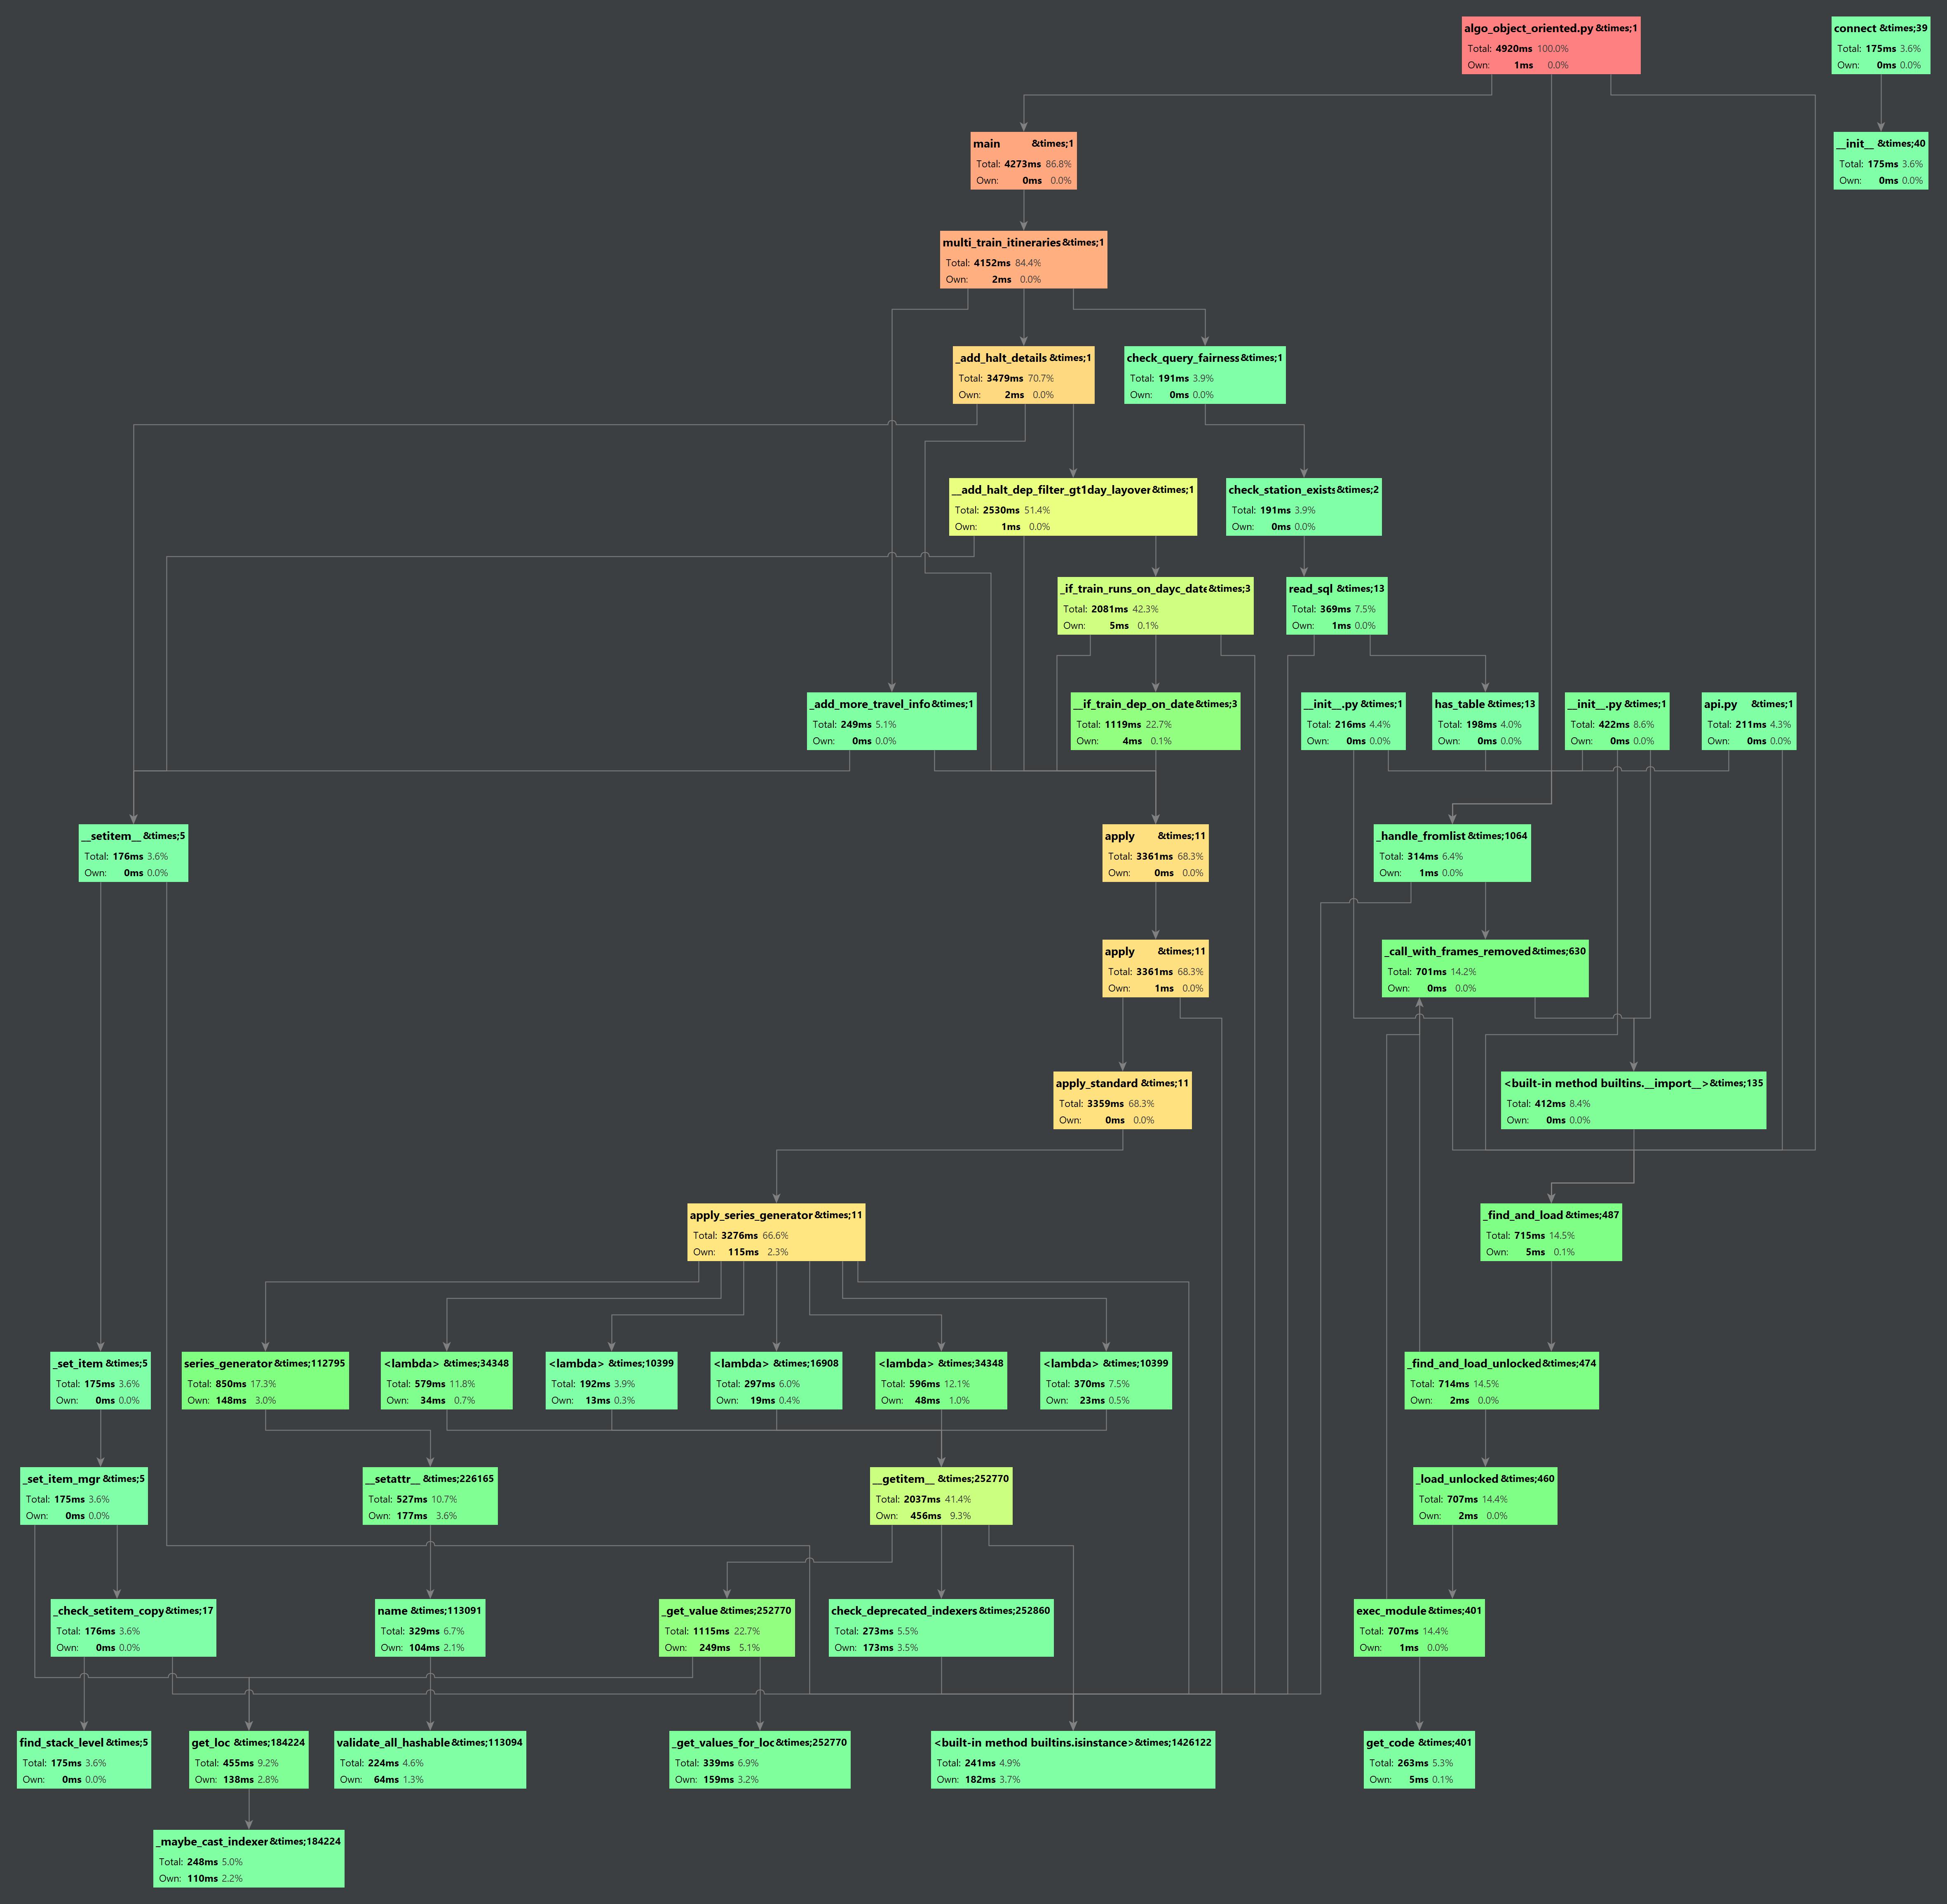 algo_object_oriented.py &times;1
Total: 4920ms 100.0%
Own: 1ms 0.0%
connect &times;39
Total: 175ms 3.6%
Own: 0ms 0.0%
main &times;1
Total: 4273ms 86.8%
Own: 0ms 0.0%
__init__ &times;40
Total: 175ms 3.6%
Own: 0ms 0.0%
multi_train_itineraries &times;1
Total: 4152ms 84.4%
Own: 2ms 0.0%
_add_halt_details &times;1
Total: 3479ms 70.7%
Own: 2ms 0.0%
check_query_fairness &times;1
Total: 191ms 3.9%
Own: 0ms 0.0%
__add_halt_dep_filter_gt1day_layover &times;1
Total: 2530ms 51.4%
Own: 1ms 0.0%
check_station_exists &times;2
Total: 191ms 3.9%
Own: 0ms 0.0%
_if_train_runs_on_dayc_date &times;3
Total: 2081ms 42.3%
Own: 5ms 0.1%
read_sql &times;13
Total: 369ms 7.5%
Own: 1ms 0.0%
_add_more_travel_info &times;1
Total: 249ms 5.1%
Own: 0ms 0.0%
__if_train_dep_on_date &times;3
Total: 1119ms 22.7%
Own: 4ms 0.1%
__init__.py &times;1
Total: 216ms 4.4%
Own: 0ms 0.0%
has_table &times;13
Total: 198ms 4.0%
Own: 0ms 0.0%
__init__.py &times;1
Total: 422ms 8.6%
Own: 0ms 0.0%
api.py &times;1
Total: 211ms 4.3%
Own: 0ms 0.0%
__setitem__ &times;5
Total: 176ms 3.6%
Own: 0ms 0.0%
apply &times;11
Total: 3361ms 68.3%
Own: 0ms 0.0%
_handle_fromlist &times;1064
Total: 314ms 6.4%
Own: 1ms 0.0%
apply &times;11
Total: 3361ms 68.3%
Own: 1ms 0.0%
_call_with_frames_removed &times;630
Total: 701ms 14.2%
Own: 0ms 0.0%
apply_standard &times;11
Total: 3359ms 68.3%
Own: 0ms 0.0%
<built-in method builtins.__import__> &times;135
Total: 412ms 8.4%
Own: 0ms 0.0%
apply_series_generator &times;11
Total: 3276ms 66.6%
Own: 115ms 2.3%
_find_and_load &times;487
Total: 715ms 14.5%
Own: 5ms 0.1%
_set_item &times;5
Total: 175ms 3.6%
Own: 0ms 0.0%
series_generator &times;112795
Total: 850ms 17.3%
Own: 148ms 3.0%
<lambda> &times;34348
Total: 579ms 11.8%
Own: 34ms 0.7%
<lambda> &times;10399
Total: 192ms 3.9%
Own: 13ms 0.3%
<lambda> &times;16908
Total: 297ms 6.0%
Own: 19ms 0.4%
<lambda> &times;34348
Total: 596ms 12.1%
Own: 48ms 1.0%
<lambda> &times;10399
Total: 370ms 7.5%
Own: 23ms 0.5%
_find_and_load_unlocked &times;474
Total: 714ms 14.5%
Own: 2ms 0.0%
_set_item_mgr &times;5
Total: 175ms 3.6%
Own: 0ms 0.0%
__setattr__ &times;226165
Total: 527ms 10.7%
Own: 177ms 3.6%
__getitem__ &times;252770
Total: 2037ms 41.4%
Own: 456ms 9.3%
_load_unlocked &times;460
Total: 707ms 14.4%
Own: 2ms 0.0%
_check_setitem_copy &times;17
Total: 176ms 3.6%
Own: 0ms 0.0%
name &times;113091
Total: 329ms 6.7%
Own: 104ms 2.1%
_get_value &times;252770
Total: 1115ms 22.7%
Own: 249ms 5.1%
check_deprecated_indexers &times;252860
Total: 273ms 5.5%
Own: 173ms 3.5%
exec_module &times;401
Total: 707ms 14.4%
Own: 1ms 0.0%
find_stack_level &times;5
Total: 175ms 3.6%
Own: 0ms 0.0%
get_loc &times;184224
Total: 455ms 9.2%
Own: 138ms 2.8%
validate_all_hashable &times;113094
Total: 224ms 4.6%
Own: 64ms 1.3%
_get_values_for_loc &times;252770
Total: 339ms 6.9%
Own: 159ms 3.2%
<built-in method builtins.isinstance> &times;1426122
Total: 241ms 4.9%
Own: 182ms 3.7%
get_code &times;401
Total: 263ms 5.3%
Own: 5ms 0.1%
_maybe_cast_indexer &times;184224
Total: 248ms 5.0%
Own: 110ms 2.2%